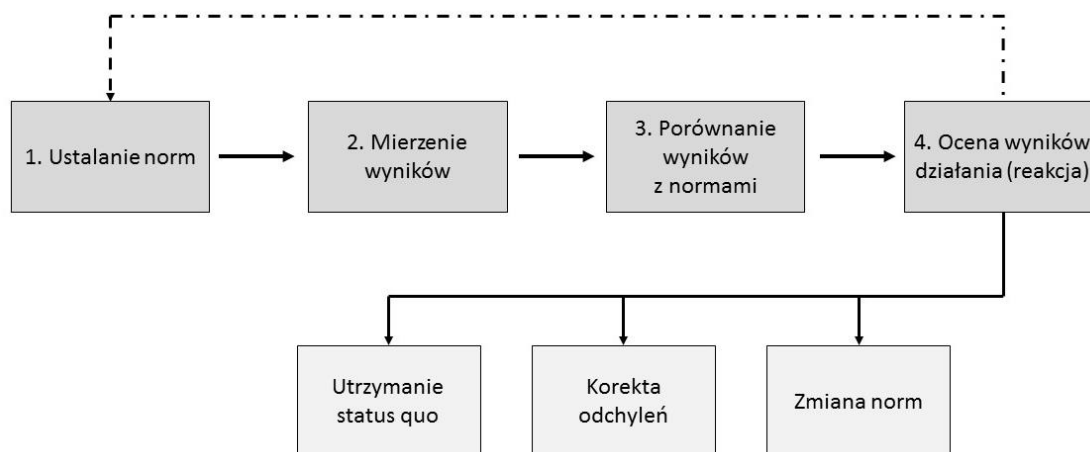 1. Ustalanie norm
2. Mierzenie
wyników
3. Porównanie
wyników
z normami
4. Ocena wyników
działania (reakcja)
Utrzymanie
status quo
Korekta
odchyleń
Zmiana norm